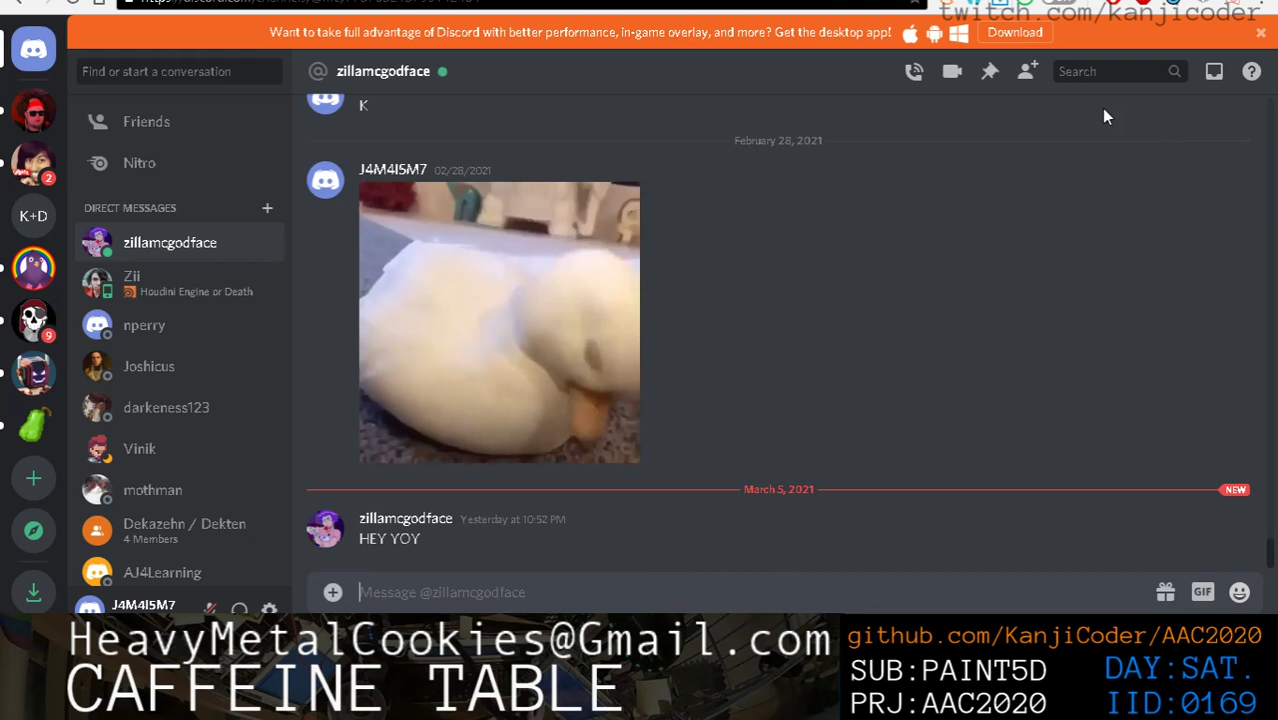 twitch.com/kanjicoder
Want to take full advantage of Discord with better performance, in-game overlay, and more? Get the desktop app!
Download
Find or start a conversation
zillamcgodface
Search
Friends
Nitro
DIRECT MESSAGES
zillamcgodface
Zii
Houdini Engine or Death
nperry
Joshicus
darkeness123
Vinik
mothman
Dekazehn / Dekten
4 Members
AJ4Learning
J4M4I5M7
2
K+D
9
K
February 28, 2021
J4M4I5M7 02/28/2021
March 5, 2021
NEW
zillamcgodface Yesterday at 10:52 PM
HEY YOY
Message @zillamcgodface
GIF
HeavyMetalCookies@Gmail.com
CAFFEINE TABLE
github.com/KanjiCoder/AAC2020
SUB:PAINT5D
DAY:SAT.
PRJ:AAC2020
IID:0169